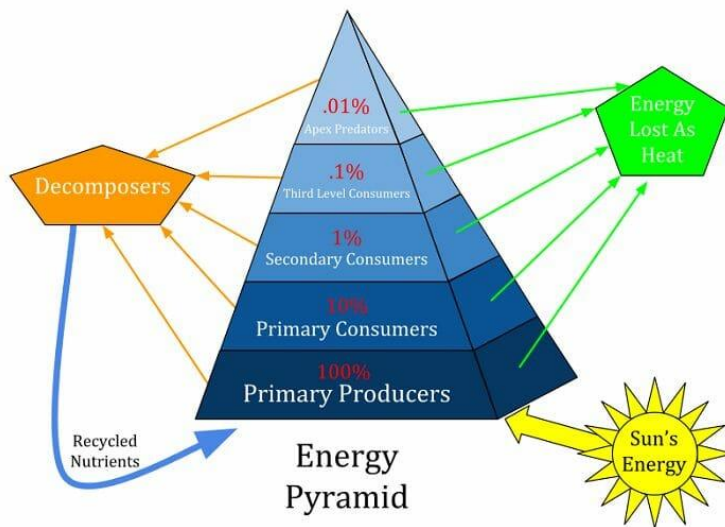 .01%
Apex Predators
Energy
Lost As
Heat
Decomposers
.1%
Third Level Consumers
1%
Secondary Consumers
10%
Primary Consumers
100%
Primary Producers
Recycled
Nutrients
Energy
Pyramid
Sun's
Energy